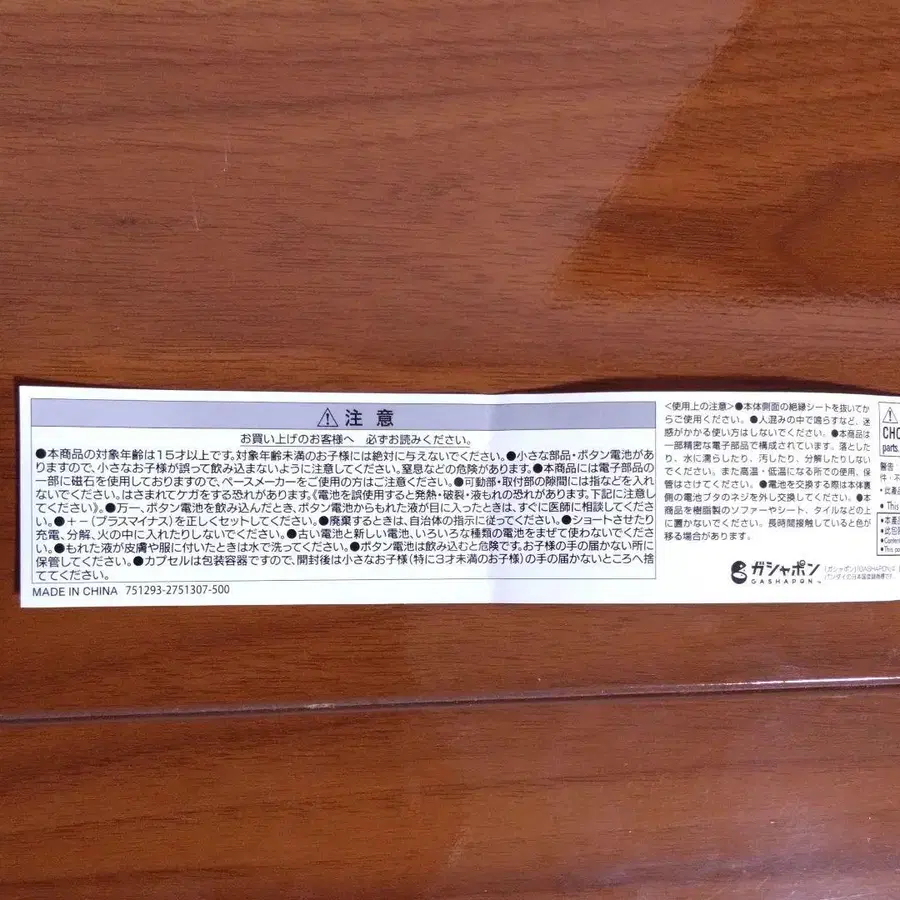 ⚠注意
お買い上げのお客様へ 必ずお読みください。
●本商品の対象年齢は15才以上です。対象年齢未満のお子様には絶対に与えないでください。●小さな部品・ボタン電池があ
りますので、小さなお子様が誤って飲み込まないように注意してください。窒息などの危険があります。●本商品には電子部品の
一部に磁石を使用しておりますので、ペースメーカーをご使用の方はご注意ください。●可動部・取付部の隙間には指などを入れ
ないでください。はさまれてケガをする恐れがあります。《電池を誤使用すると発熱・破裂・液もれの恐れがあります。下記に注意し
てください》。●万一、ボタン電池を飲み込んだとき、ボタン電池からもれた液が目に入ったときは、すぐに医師に相談してくださ
い。●＋－（プラスマイナス）を正しくセットしてください。●廃棄するときは、自治体の指示に従ってください。●ショートさせたり
充電、分解、火の中に入れたりしないでください。●古い電池と新しい電池、いろいろな種類の電池をまぜて使わないでくださ
い。●もれた液が皮膚や服に付いたときは水で洗ってください。●ボタン電池は飲み込むと危険です。お子様の手の届かない所に
保管してください。●カプセルは包装容器ですので、開封後は小さなお子様（特に3才未満のお子様）の手の届かないところへ捨
ててください。
MADE IN CHINA 751293-2751307-500
<使用上の注意>●本体側面の絶縁シートを抜いてか
らご使用ください。●人混みの中で鳴らすなど、迷
惑がかかる使い方はしないでください。●本商品は
一部精密な電子部品で構成されています。落とした
り、水に濡らしたり、汚したり、分解したりしない
でください。また高温・低温になる所での使用、保
管はさけてください。●電池を交換する際は本体裏
側の電池ブタのネジを外し交換してください。●本
商品を樹脂製のソファーやシート、タイルなどの上
に置かないでください。長時間接触していると色が
移る場合があります。
ガシャポン
GASHAPON
⚠
CHO
parts.
警告
件・不
・此產
● This